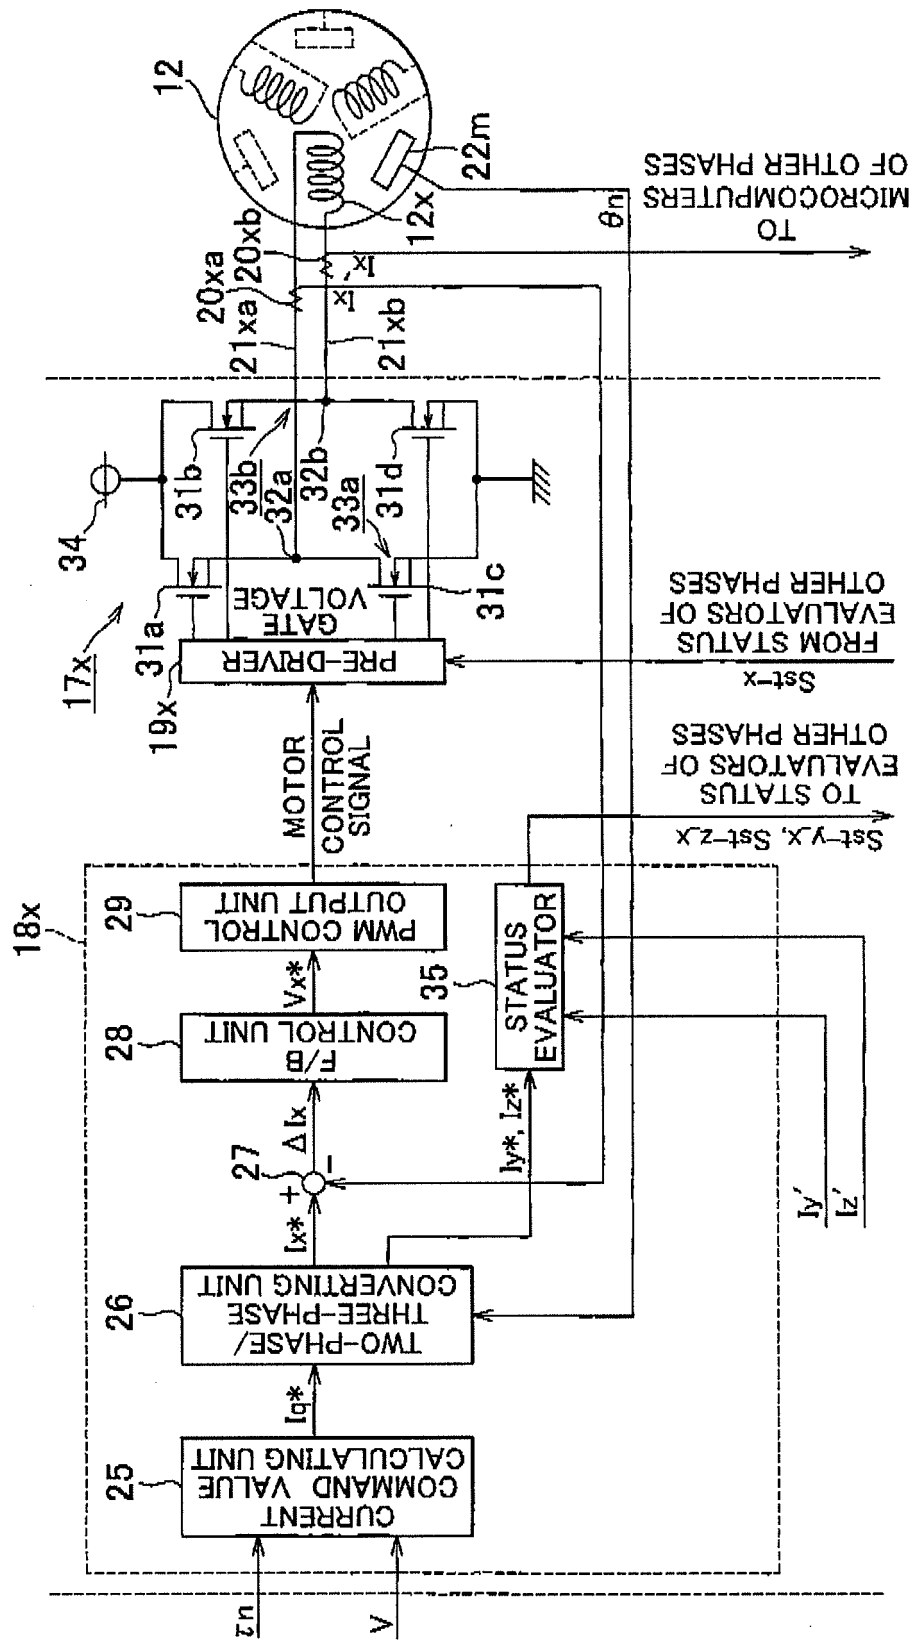 18x
25
CURRENT
COMMAND VALUE
CALCULATING UNIT
τn
V
Iq*
26
TWO-PHASE/
THREE-PHASE
CONVERTING UNIT
Ix*
+
−
27
ΔIx
28
F/B
CONTROL UNIT
Vx*
29
PWM CONTROL
OUTPUT UNIT
Iy*, Iz*
35
STATUS
EVALUATOR
Iy´
Iz´
MOTOR
CONTROL
SIGNAL
Sst-y_x, Sst-z_x
TO STATUS
EVALUATORS OF
OTHER PHASES
17x
19x
PRE-DRIVER
GATE
VOLTAGE
Sst-x
FROM STATUS
EVALUATORS OF
OTHER PHASES
34
31a
31b
31c
31d
32a
32b
33a
33b
21xa
21xb
20xa
20xb
Ix´
Ix´
12
12x
22m
θn
TO
MICROCOMPUTERS
OF OTHER PHASES